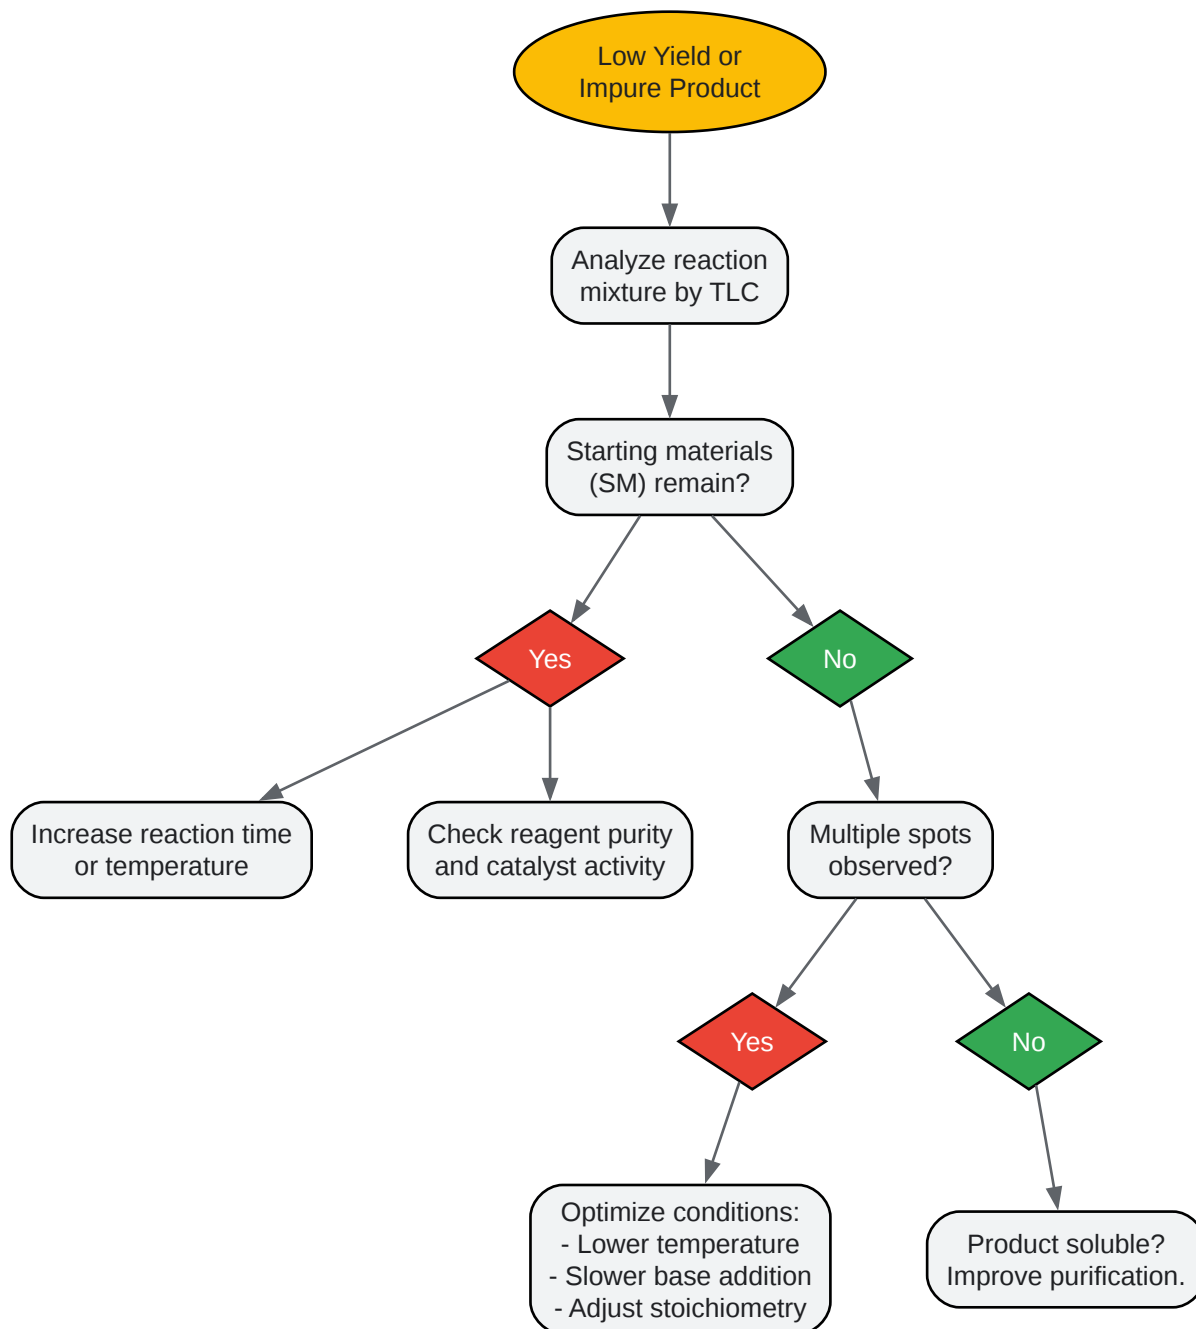 Low Yield or
Impure Product
Analyze reaction
mixture by TLC
Starting materials
(SM) remain?
Yes
No
Increase reaction time
or temperature
Check reagent purity
and catalyst activity
Multiple spots
observed?
Yes
No
Optimize conditions:
- Lower temperature
- Slower base addition
- Adjust stoichiometry
Product soluble?
Improve purification.